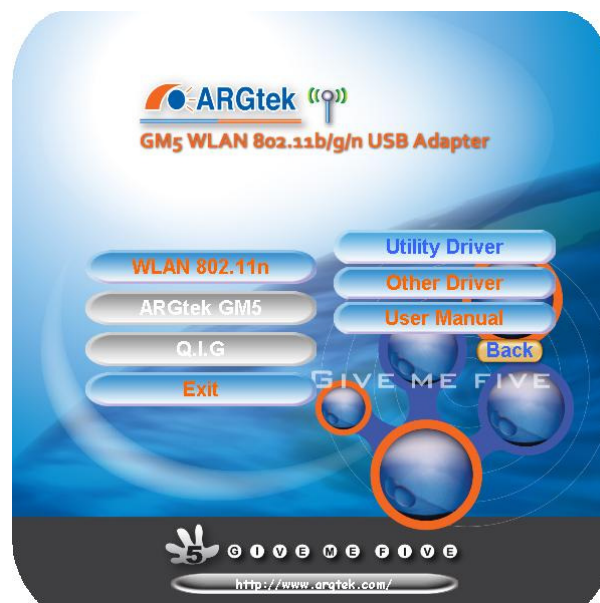 ARGtek
GM5 WLAN 802.11b/g/n USB Adapter
WLAN 802.11n
ARGtek GM5
Q.I.G
Exit
Utility Driver
Other Driver
User Manual
Back
GIVE ME FIVE
5 GIVE ME FIVE
http://www.argtek.com/